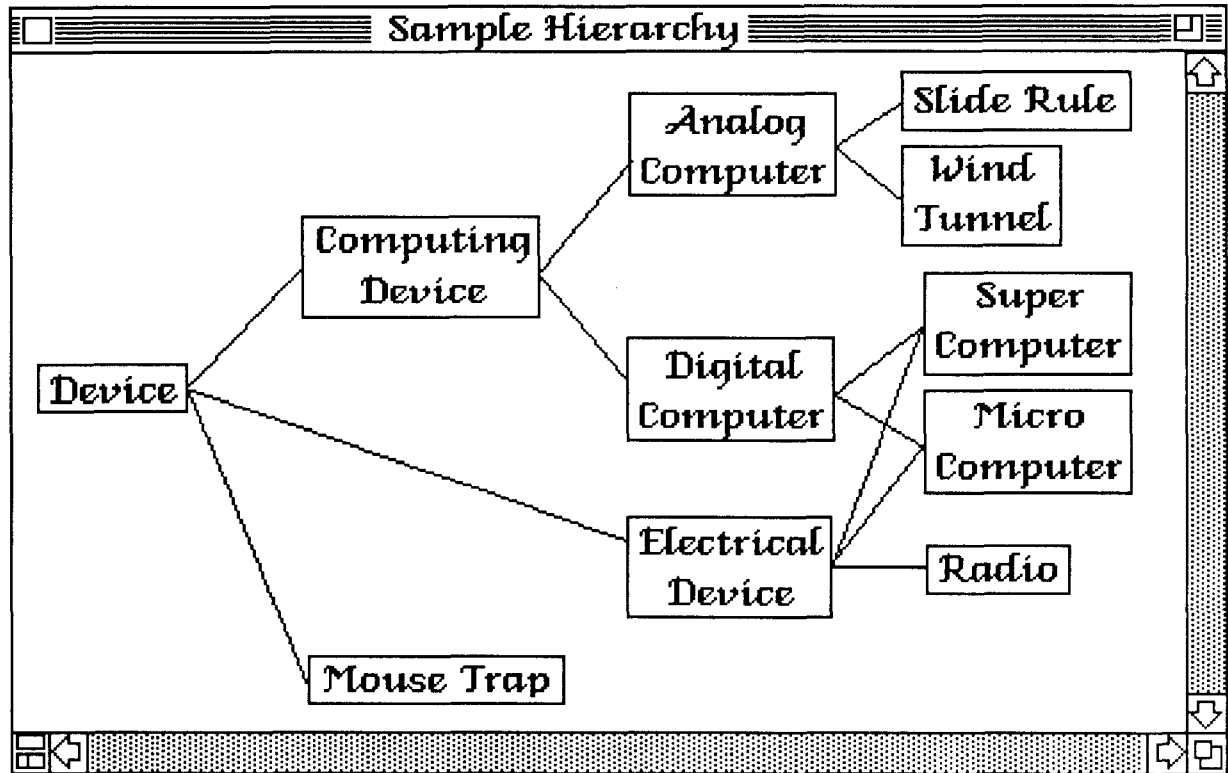 Sample Hierarchy
Slide Rule
Analog
Computer
Wind
Tunnel
Computing
Device
Super
Computer
Digital
Computer
Device
Micro
Computer
Electrical
Device
Radio
Mouse Trap